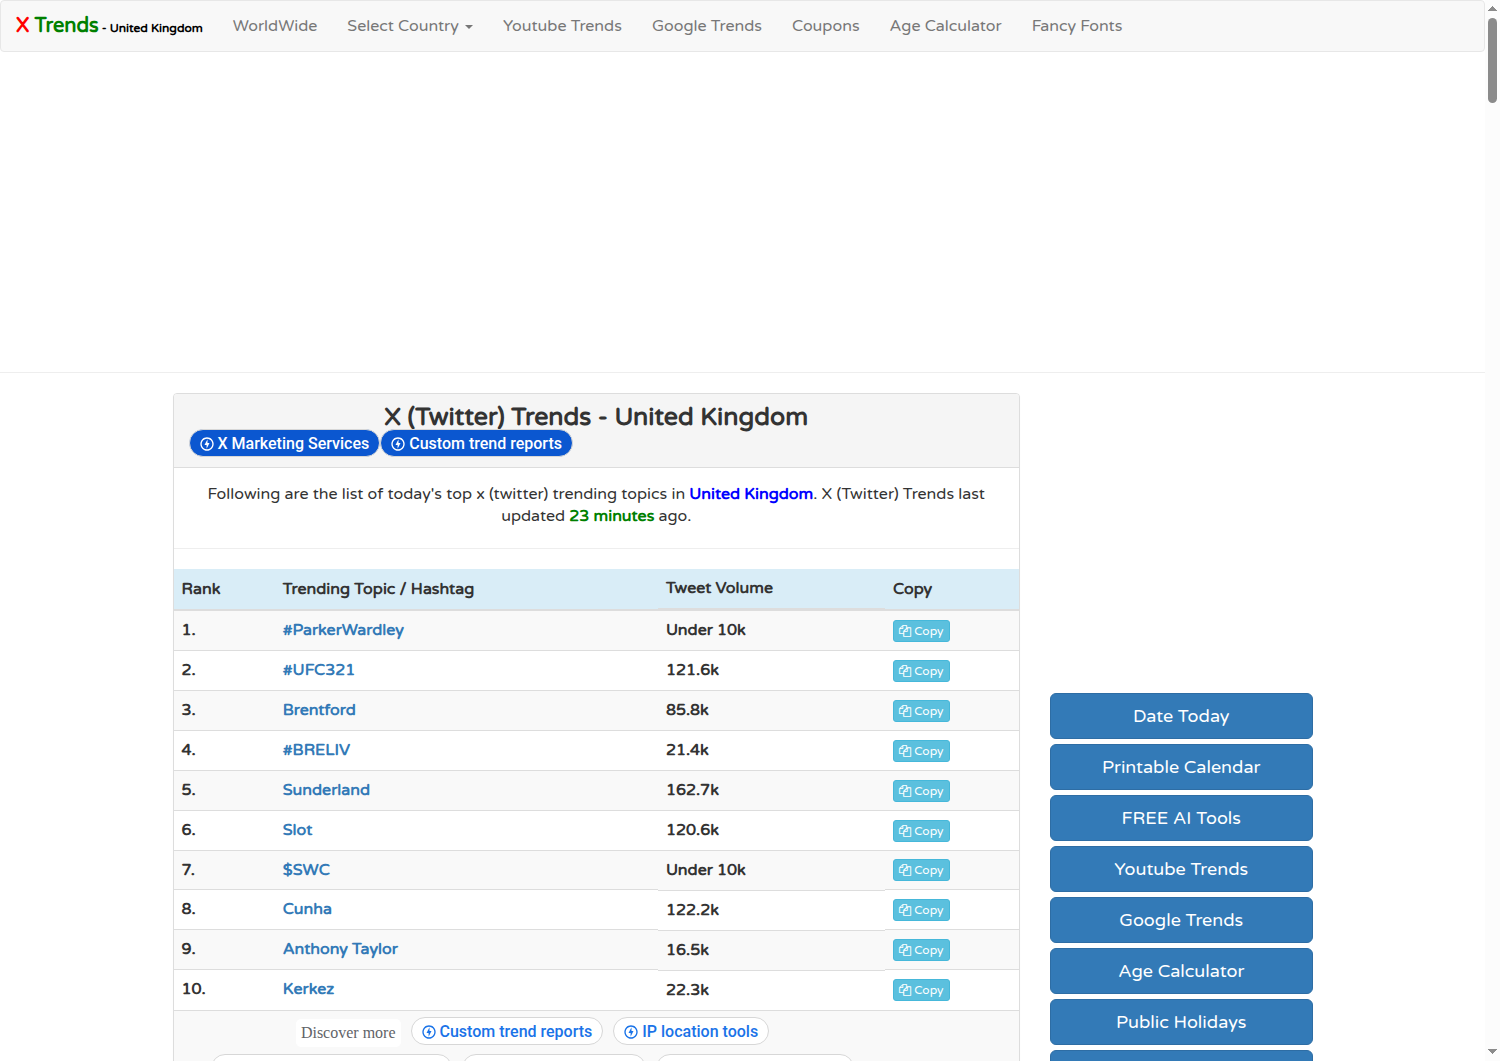 X Trends - United Kingdom WorldWide Select Country Youtube Trends Google Trends Coupons Age Calculator Fancy Fonts
X (Twitter) Trends - United Kingdom
X Marketing Services Custom trend reports
Following are the list of today's top x (twitter) trending topics in United Kingdom. X (Twitter) Trends last
updated 23 minutes ago.
Rank Trending Topic / Hashtag Tweet Volume Copy
1. #ParkerWardley Under 10k Copy
2. #UFC321 121.6k Copy
3. Brentford 85.8k Copy
4. #BRELIV 21.4k Copy
5. Sunderland 162.7k Copy
6. Slot 120.6k Copy
7. $SWC Under 10k Copy
8. Cunha 122.2k Copy
9. Anthony Taylor 16.5k Copy
10. Kerkez 22.3k Copy
Discover more Custom trend reports IP location tools
Date Today
Printable Calendar
FREE AI Tools
Youtube Trends
Google Trends
Age Calculator
Public Holidays